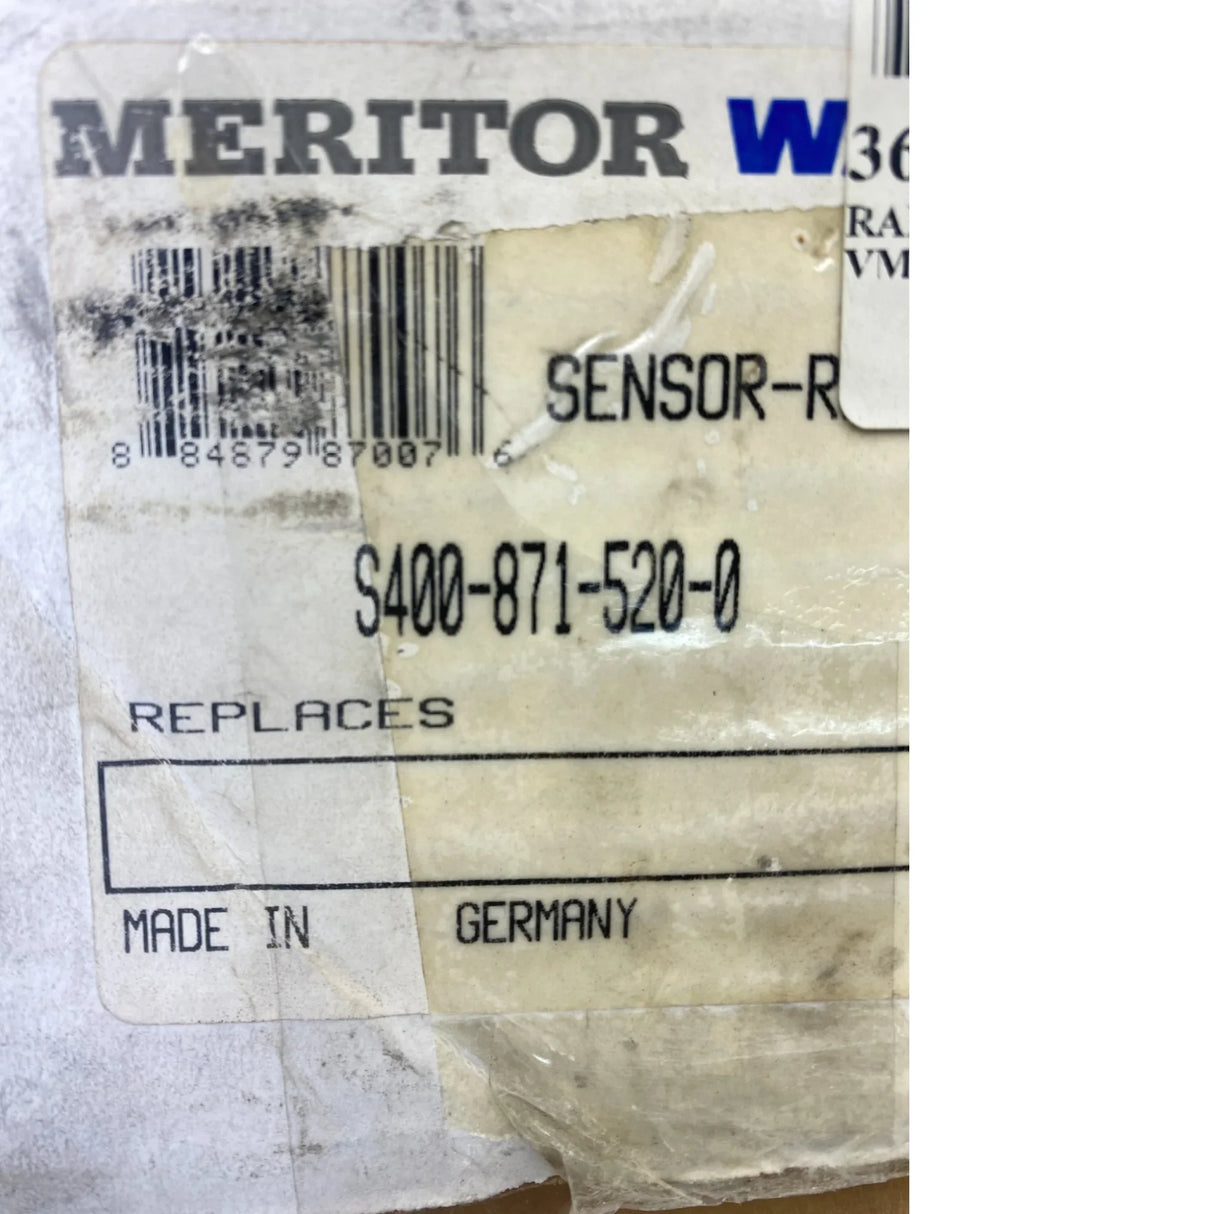 MERITOR W
36
RA
VM
8 84879 87007 6
SENSOR-R
S400-871-520-0
REPLACES
MADE IN GERMANY